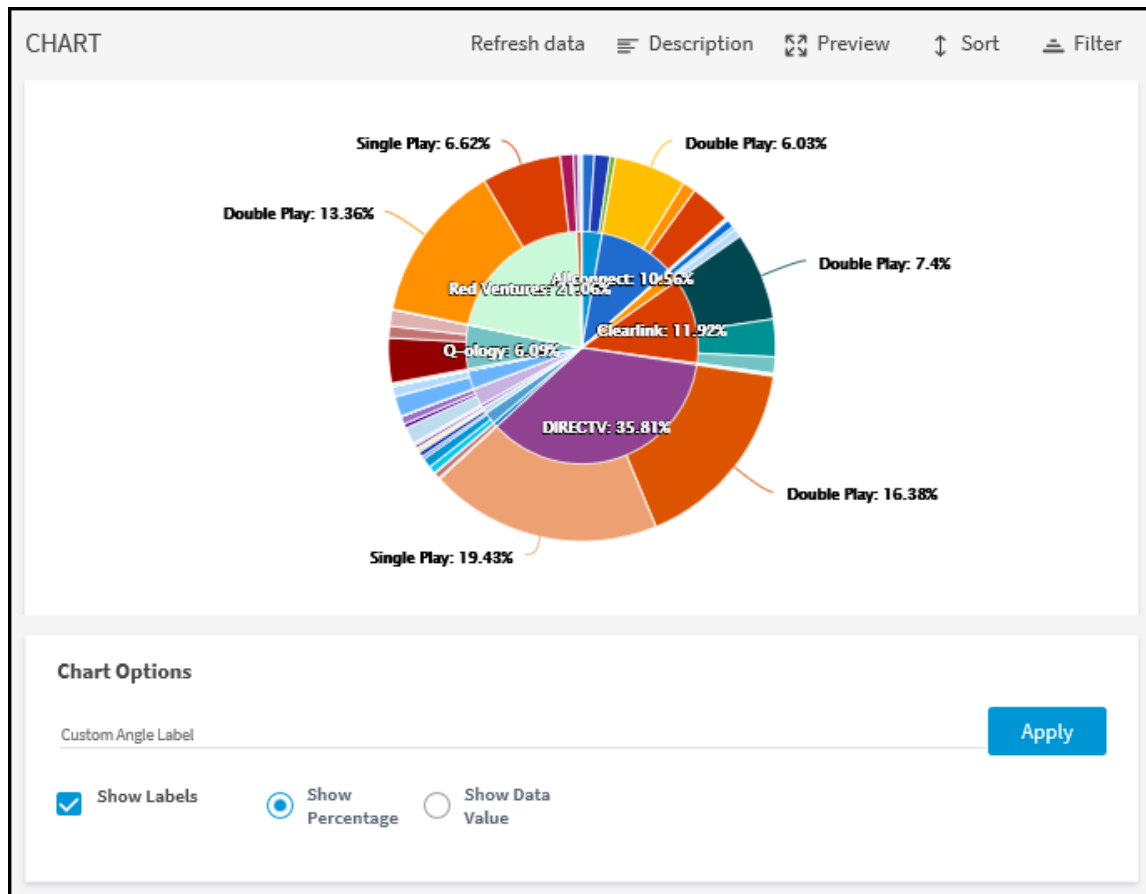 CHART
Refresh data
Description
Preview
Sort
Filter
Single Play: 6.62%
Double Play: 6.03%
Double Play: 13.36%
Double Play: 7.4%
Allconnect: 10.56%
Red Ventures: 21.06%
Clearlink: 11.92%
Q-ology: 6.09%
DIRECTV: 35.81%
Double Play: 16.38%
Single Play: 19.43%
Chart Options
Custom Angle Label
Apply
Show Labels
Show
Percentage
Show Data
Value